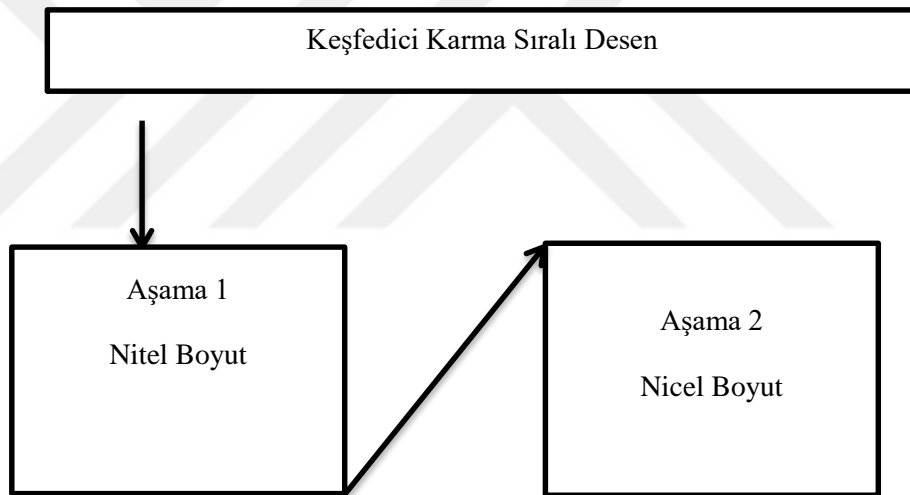 Keşfedici Karma Sıralı Desen
Aşama 1
Nitel Boyut
Aşama 2
Nicel Boyut